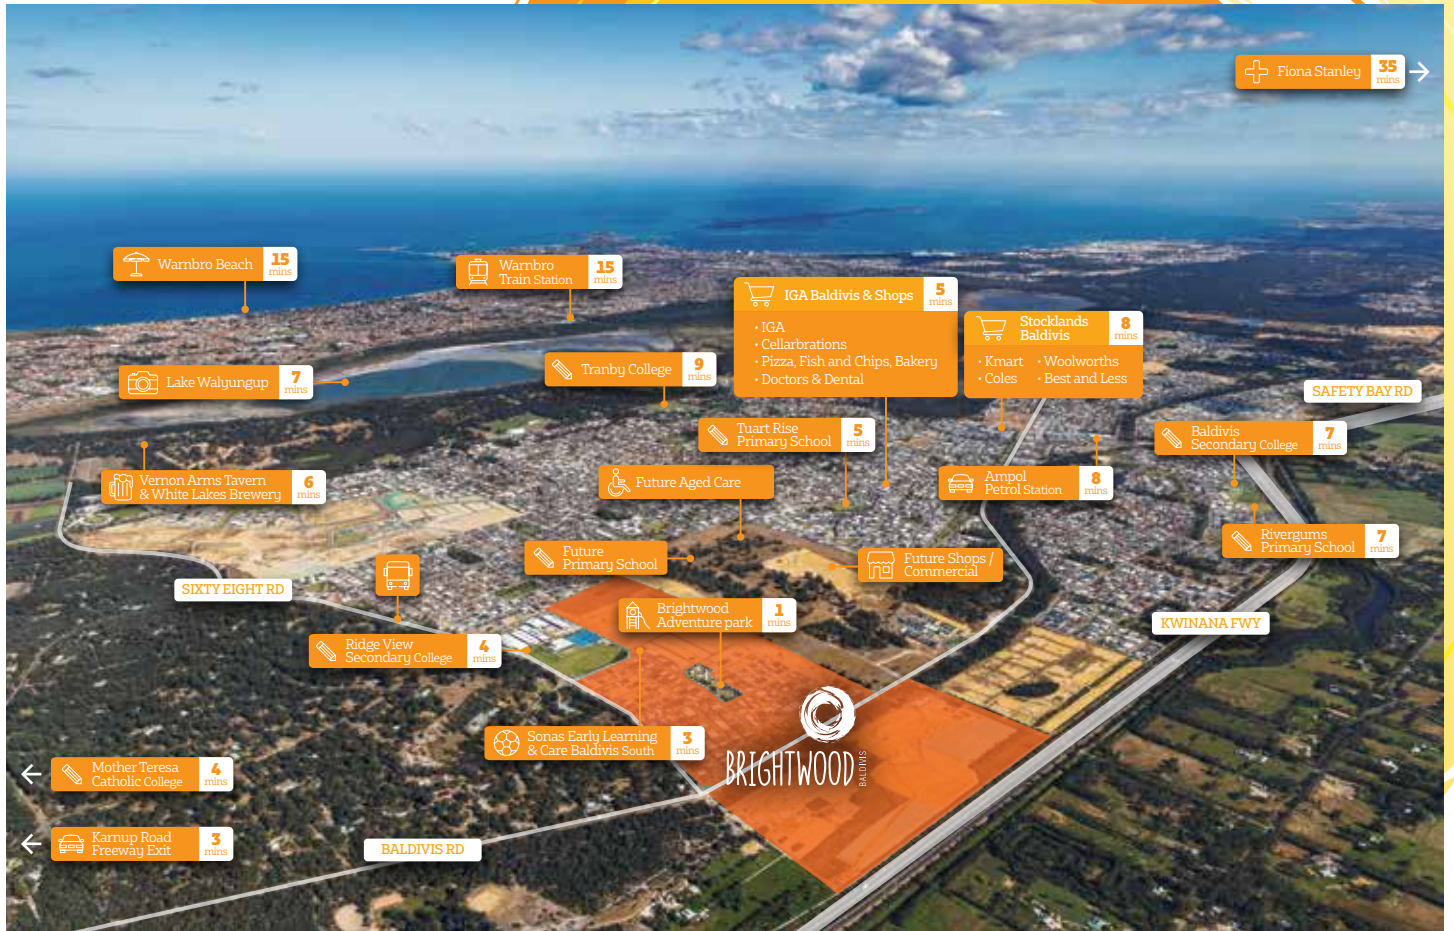 Fiona Stanley
35
mins
Warnbro Beach
15
mins
Warnbro
Train Station
15
mins
IGA Baldivis & Shops
5
mins
· IGA
· Cellarbrations
· Pizza, Fish and Chips, Bakery
· Doctors & Dental
Stocklands
Baldivis
8
mins
· Kmart
· Coles
· Woolworths
· Best and Less
Lake Walyungup
7
mins
Tranby College
9
mins
SAFETY BAY RD
Tuart Rise
Primary School
5
mins
Baldivis
Secondary College
7
mins
Vernon Arms Tavern
& White Lakes Brewery
6
mins
Future Aged Care
Ampol
Petrol Station
8
mins
Rivergums
Primary School
7
mins
Future
Primary School
Future Shops /
Commercial
SIXTY EIGHT RD
Brightwood
Adventure park
1
mins
KWINANA FWY
Ridge View
Secondary College
4
mins
Sonas Early Learning
& Care Baldivis South
3
mins
BRIGHTWOOD
BALDIVIS
Mother Teresa
Catholic College
4
mins
Karnup Road
Freeway Exit
3
mins
BALDIVIS RD